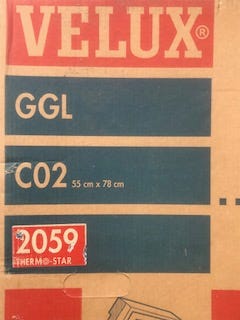 VELUX®
GGL
C02 55 cm x 78 cm
2059
THERMO-STAR